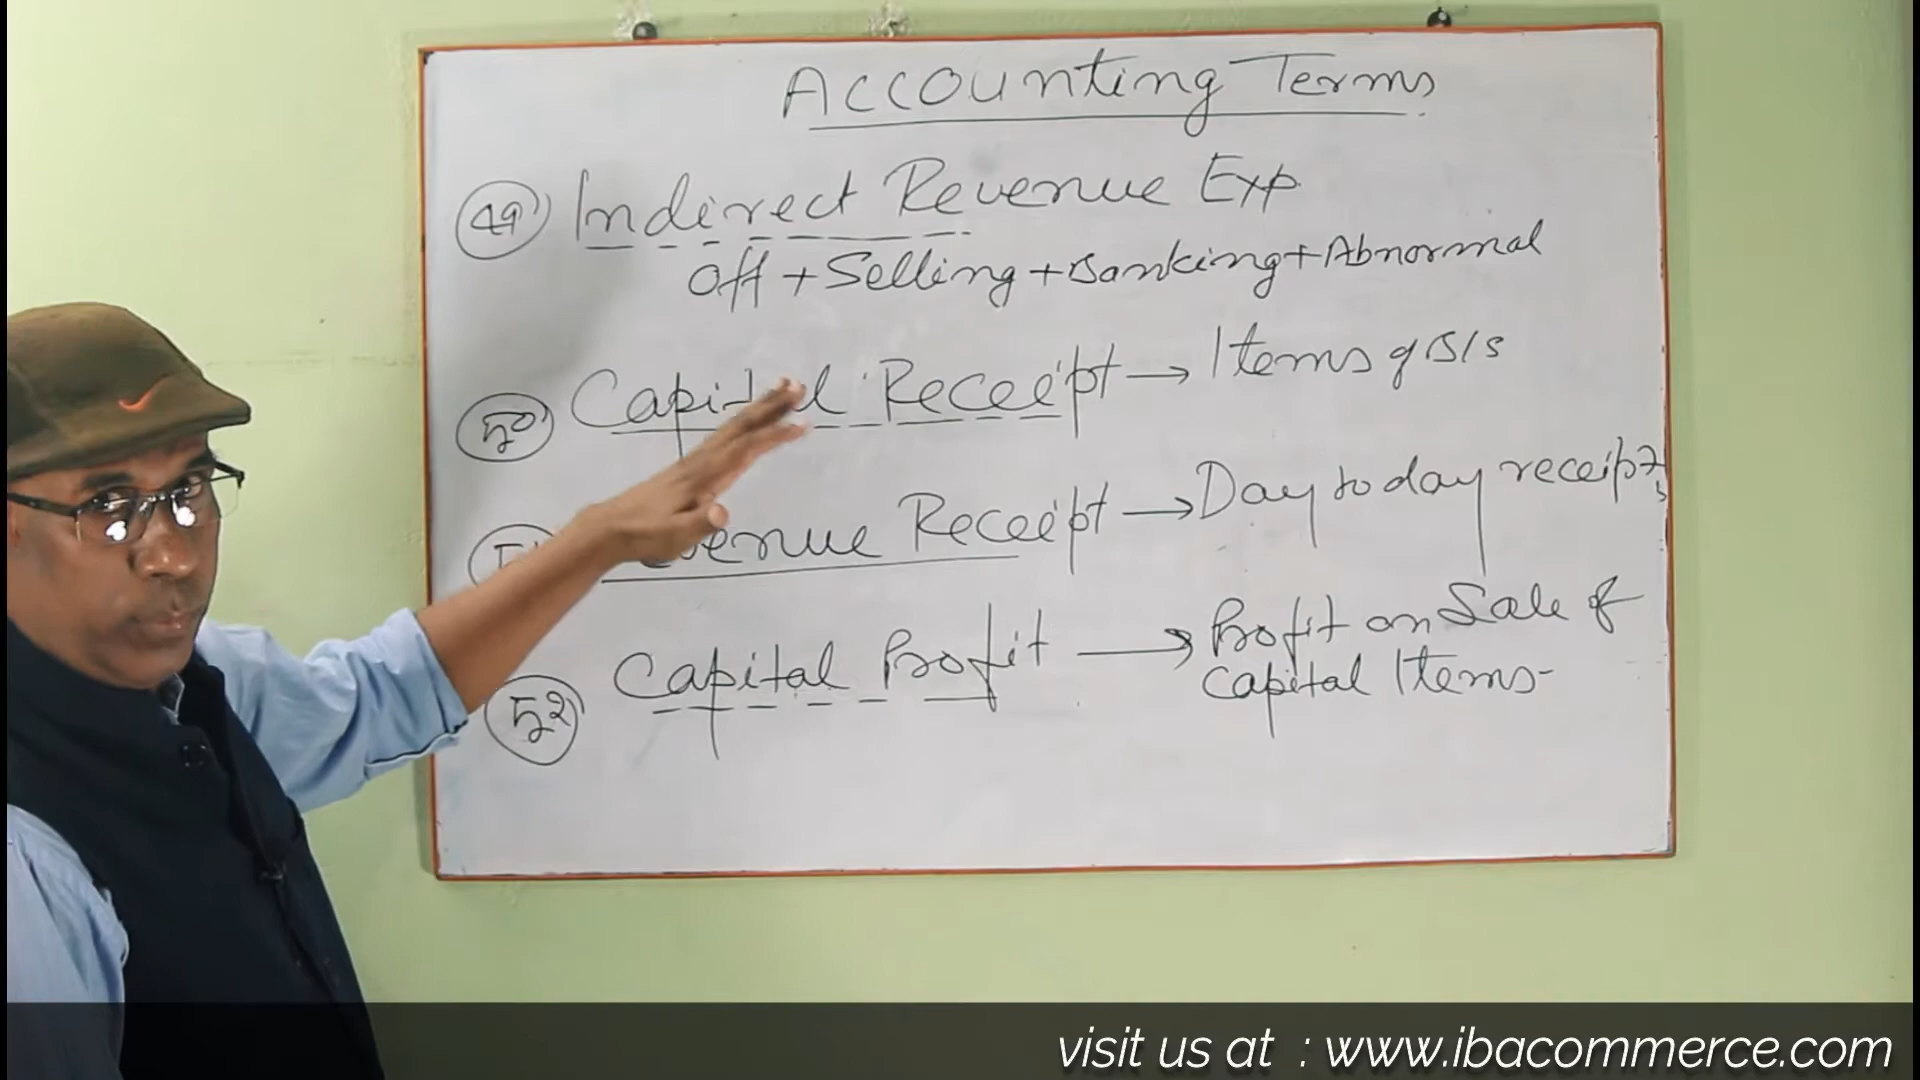 Accounting Terms
49 Indirect Revenue Exp.
Off + Selling + Banking + Abnormal
50 Capital Receipt → Items of B/S
Receipt → Day to day receipts
52 Capital Profit → Profit on Sale of
Capital Items-
visit us at : www.ibacommerce.com